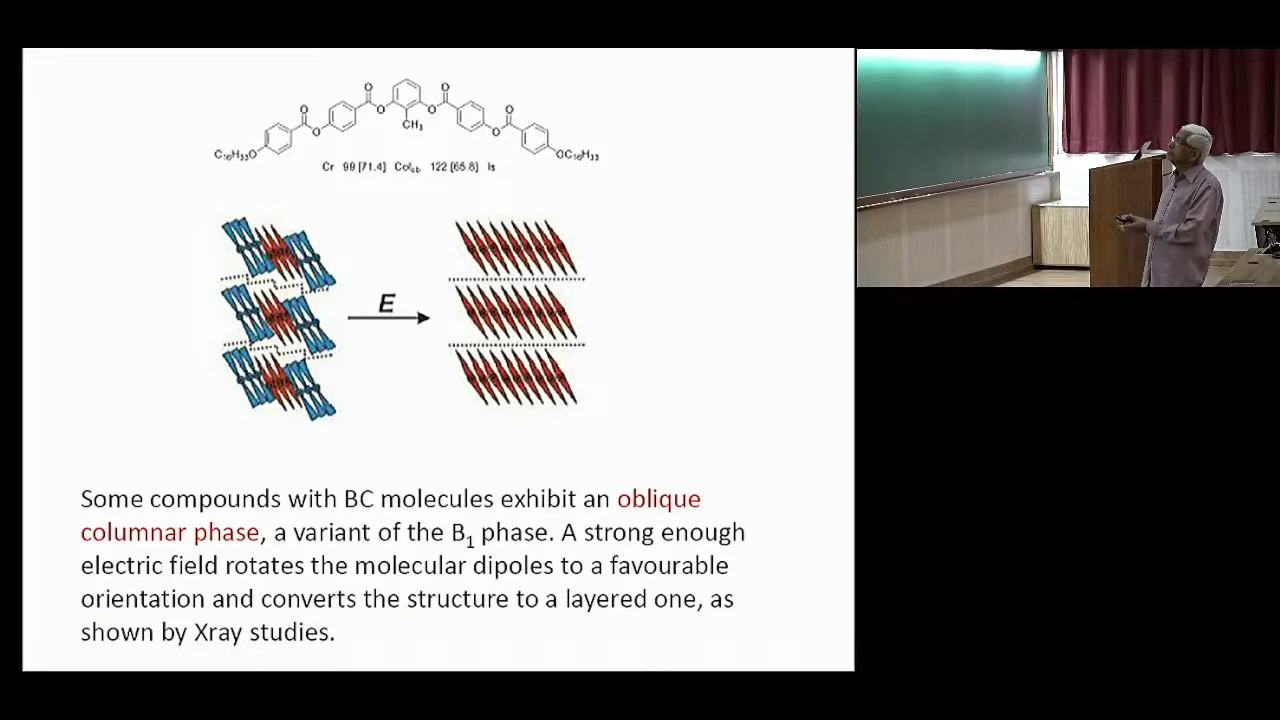 O O O O
O O O O
CH₃
C₁₆H₃₃O OC₁₆H₃₃
Cr 99 [71.4] Colₒb 122 [65.8] Is
E
Some compounds with BC molecules exhibit an oblique
columnar phase, a variant of the B₁ phase. A strong enough
electric field rotates the molecular dipoles to a favourable
orientation and converts the structure to a layered one, as
shown by Xray studies.